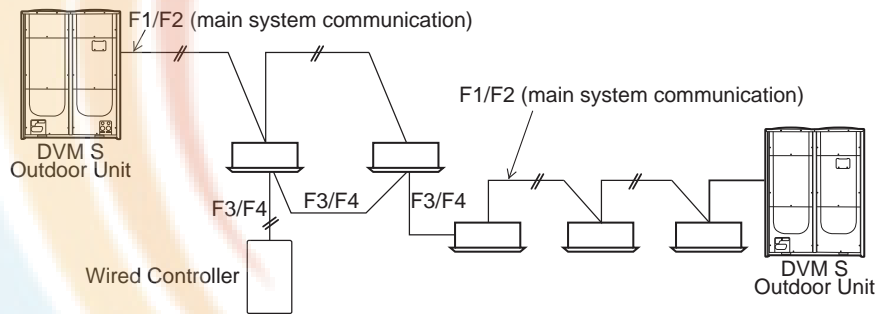 F1/F2 (main system communication)
F1/F2 (main system communication)
DVM S
Outdoor Unit
F3/F4
F3/F4
F3/F4
Wired Controller
DVM S
Outdoor Unit